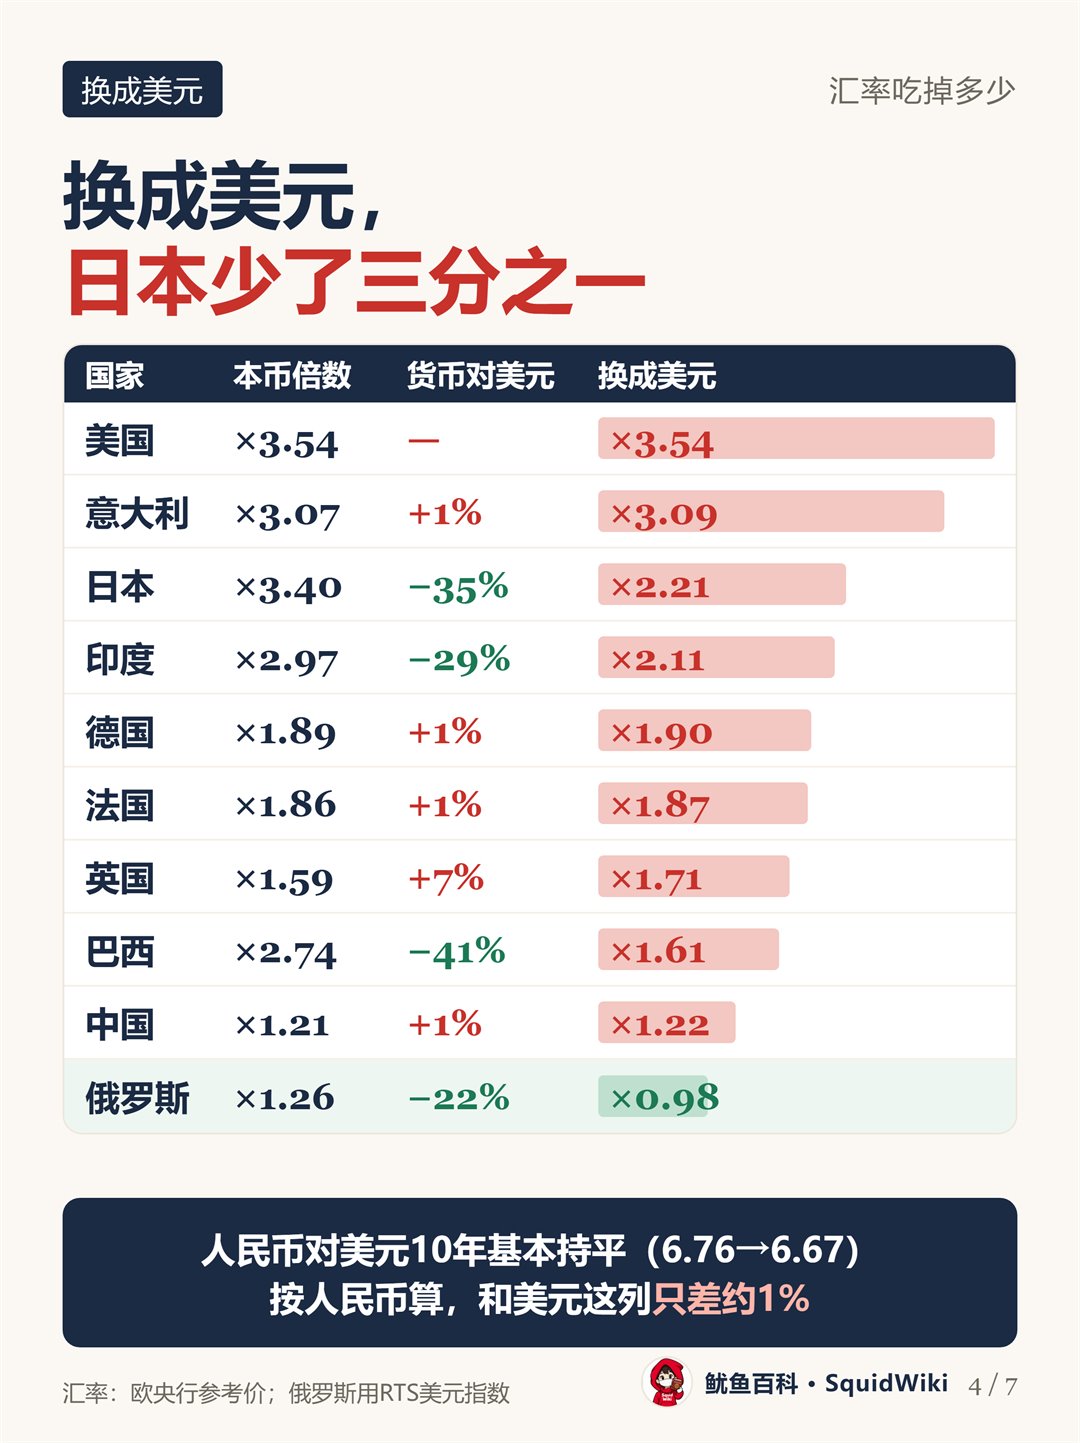 换成美元
汇率吃掉多少
换成美元，
日本少了三分之一
国家 本币倍数 货币对美元 换成美元
美国 ×3.54 — ×3.54
意大利 ×3.07 +1% ×3.09
日本 ×3.40 −35% ×2.21
印度 ×2.97 −29% ×2.11
德国 ×1.89 +1% ×1.90
法国 ×1.86 +1% ×1.87
英国 ×1.59 +7% ×1.71
巴西 ×2.74 −41% ×1.61
中国 ×1.21 +1% ×1.22
俄罗斯 ×1.26 −22% ×0.98
人民币对美元10年基本持平（6.76→6.67）
按人民币算，和美元这列只差约1%
汇率：欧央行参考价；俄罗斯用RTS美元指数
鱿鱼百科 • SquidWiki 4 / 7